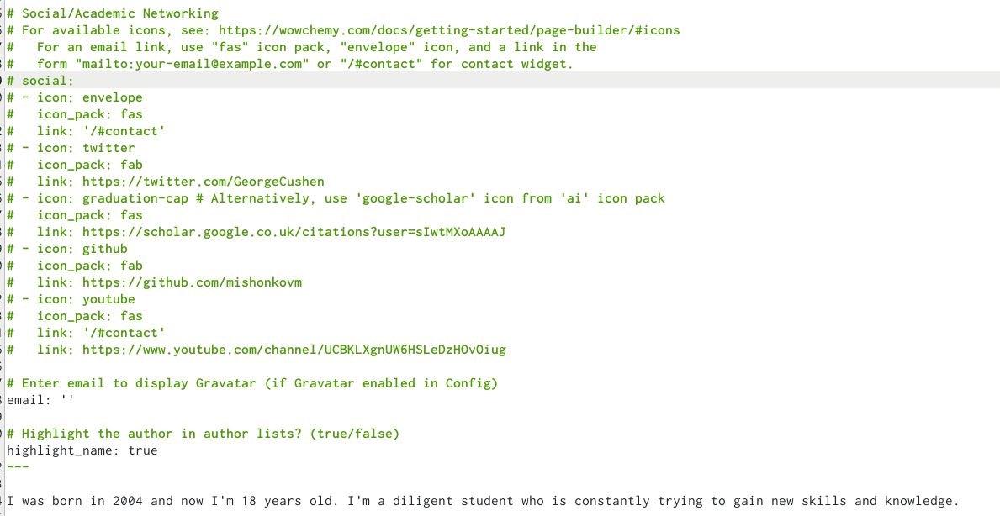 # Social/Academic Networking
# For available icons, see: https://wowchemy.com/docs/getting-started/page-builder/#icons
#   For an email link, use "fas" icon pack, "envelope" icon, and a link in the
#   form "mailto:your-email@example.com" or "/#contact" for contact widget.
# social:
# - icon: envelope
#   icon_pack: fas
#   link: '/#contact'
# - icon: twitter
#   icon_pack: fab
#   link: https://twitter.com/GeorgeCushen
# - icon: graduation-cap # Alternatively, use 'google-scholar' icon from 'ai' icon pack
#   icon_pack: fas
#   link: https://scholar.google.co.uk/citations?user=sIwtMXoAAAAJ
# - icon: github
#   icon_pack: fab
#   link: https://github.com/mishonkovm
# - icon: youtube
#   icon_pack: fas
#   link: '/#contact'
#   link: https://www.youtube.com/channel/UCBKLXgnUW6HSLeDzHOvOiug

# Enter email to display Gravatar (if Gravatar enabled in Config)
email: ''

# Highlight the author in author lists? (true/false)
highlight_name: true
---

I was born in 2004 and now I'm 18 years old. I'm a diligent student who is constantly trying to gain new skills and knowledge.